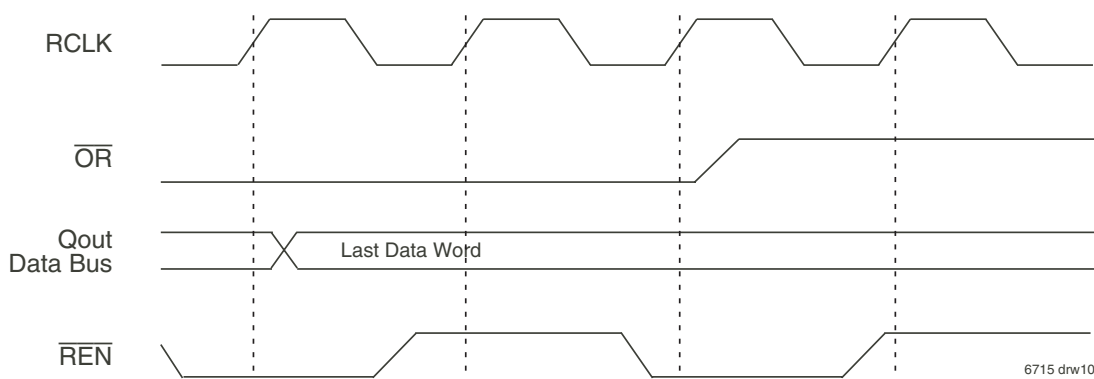 RCLK
OR
Qout
Data Bus
Last Data Word
REN
6715 drw10